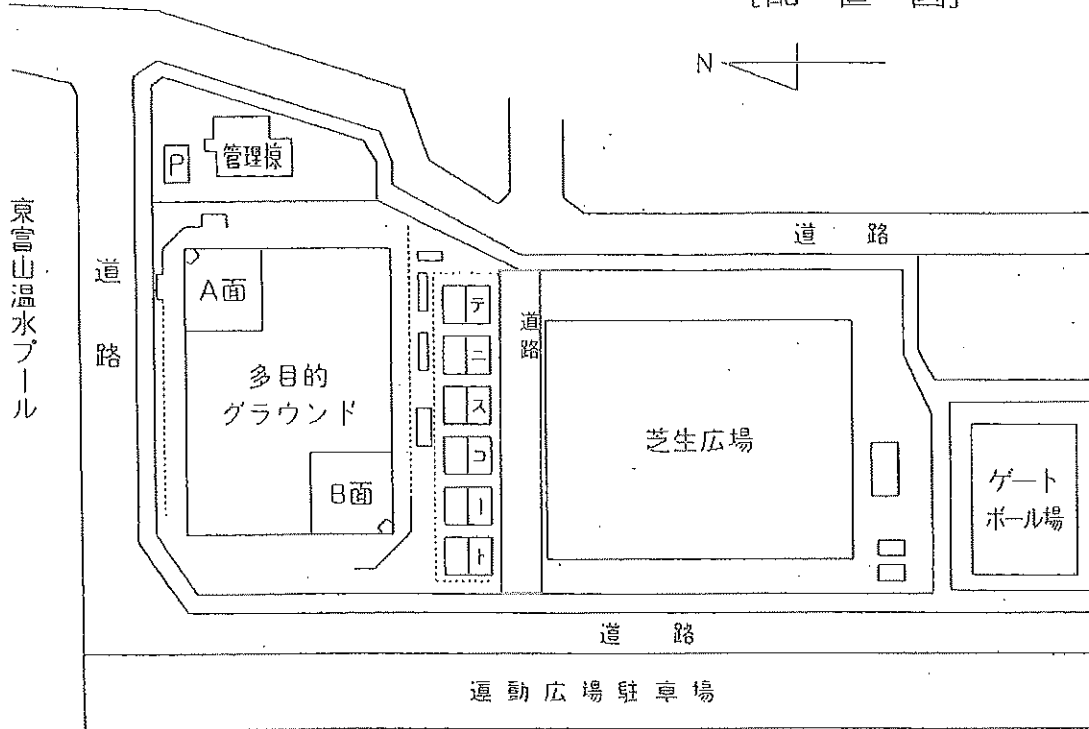 [配置図]
N
P
管理棟
東富山温水プール
道路
道路
A面
多目的
グラウンド
B面
テニスコート
道路
芝生広場
ゲート
ボール場
道路
運動広場駐車場